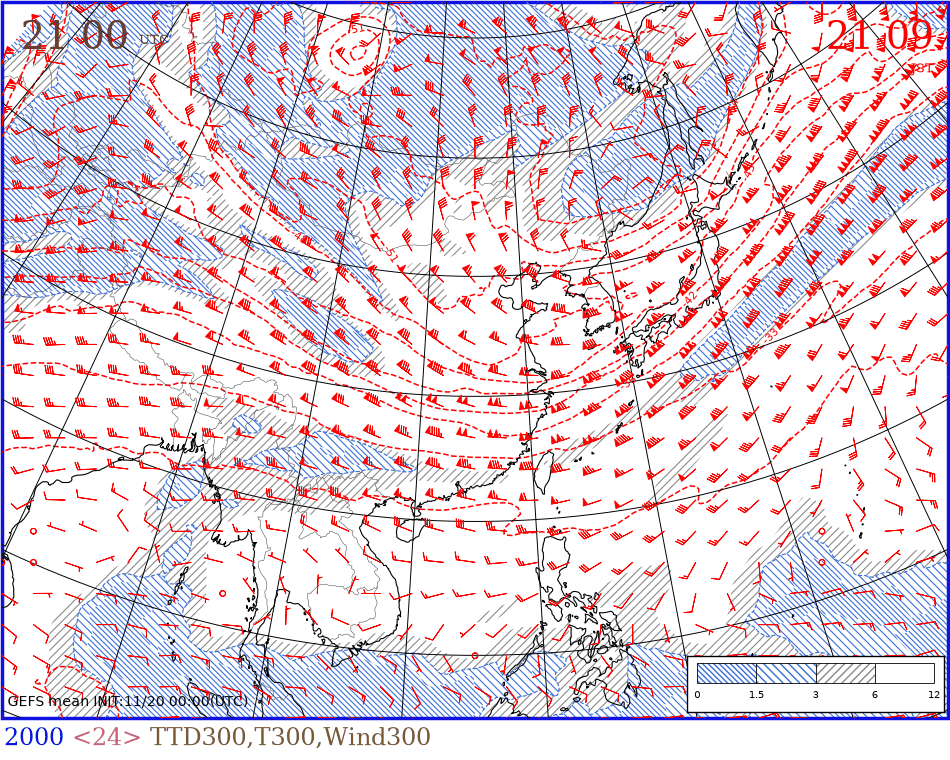 21 00 UTC
21 09
GEFS mean INIT:11/20 00:00(UTC)
0 1.5 3 6 12
2000 <24> TTD300,T300,Wind300